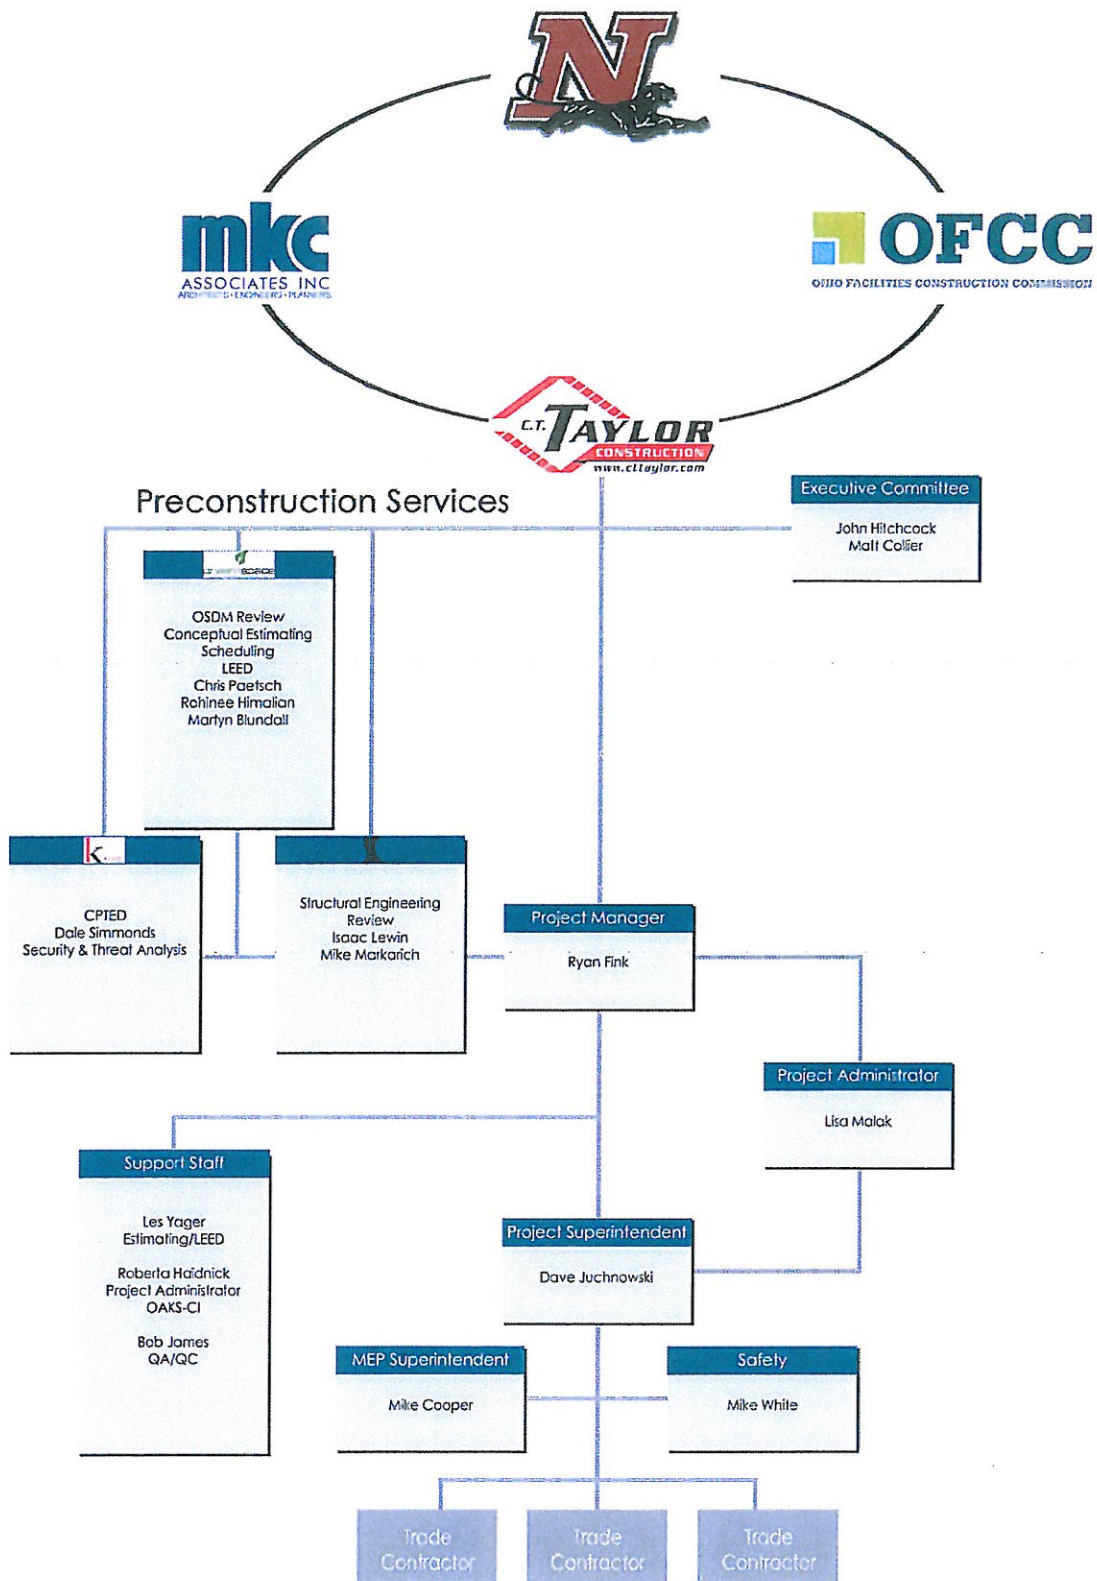 N
mkc
ASSOCIATES INC
ARCHITECTS • ENGINEERS • PLANNERS
OFCC
OHIO FACILITIES CONSTRUCTION COMMISSION
C.T. TAYLOR
CONSTRUCTION
www.cttaylor.com
Preconstruction Services
Executive Committee
John Hitchcock
Matt Collier
OSDM Review
Conceptual Estimating
Scheduling
LEED
Chris Paetsch
Rohinee Himalian
Martyn Blundall
k
CPTED
Dale Simmonds
Security & Threat Analysis
Structural Engineering
Review
Isaac Lewin
Mike Markarich
Project Manager
Ryan Fink
Project Administrator
Lisa Malak
Support Staff
Les Yager
Estimating/LEED
Roberta Haidnick
Project Administrator
OAKS-CI
Bob James
QA/QC
Project Superintendent
Dave Juchnowski
MEP Superintendent
Mike Cooper
Safety
Mike White
Trade
Contractor
Trade
Contractor
Trade
Contractor